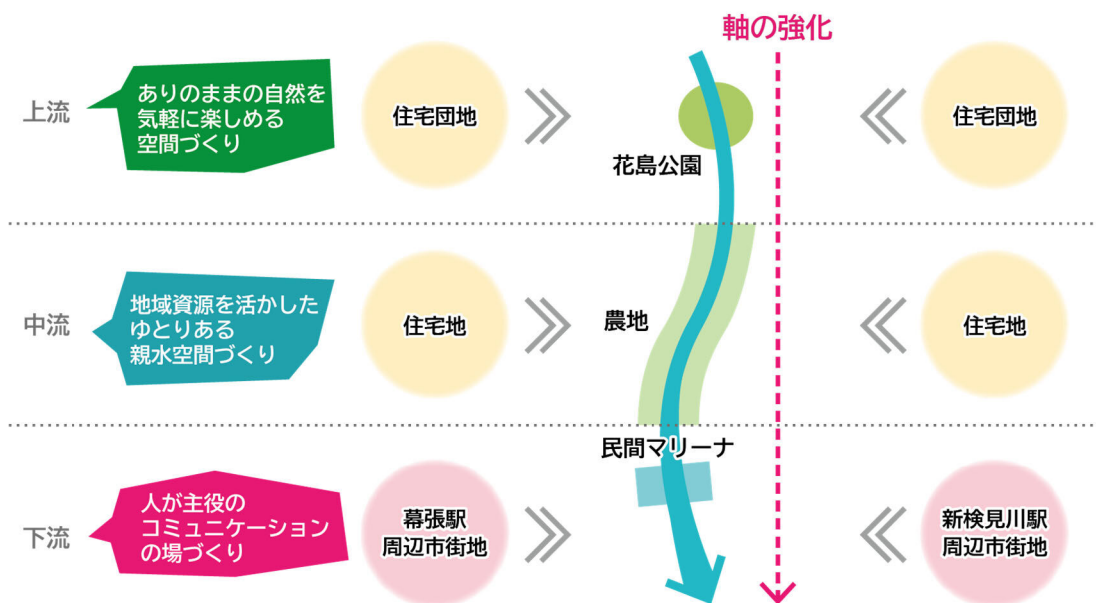 軸の強化
上流
ありのままの自然を
気軽に楽しめる
空間づくり
住宅団地
花島公園
住宅団地
中流
地域資源を活かした
ゆとりある
親水空間づくり
住宅地
農地
住宅地
下流
人が主役の
コミュニケーション
の場づくり
幕張駅
周辺市街地
民間マリーナ
新検見川駅
周辺市街地